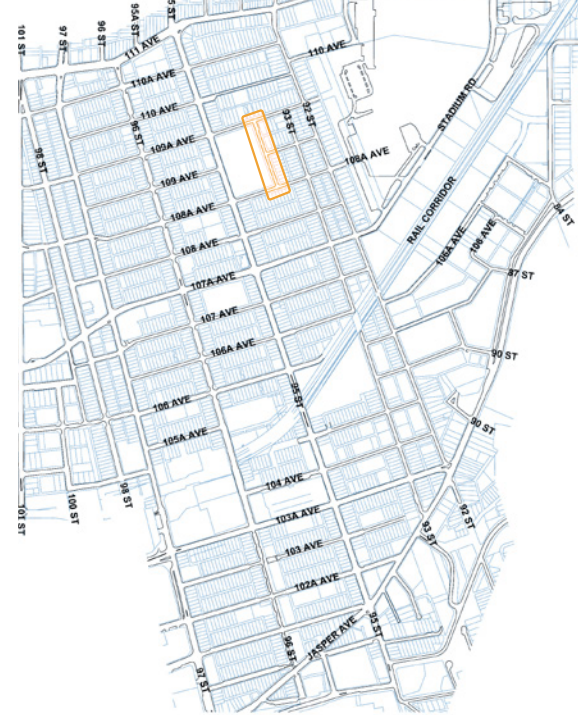 95 ST
95A ST
96 ST
97 ST
101 ST
111 AVE
110 AVE
110A AVE
110 AVE
93 ST
92 ST
STADIUM RD
96 ST
98 ST
109A AVE
108A AVE
109 AVE
108A AVE
84 ST
RAIL CORRIDOR
106A AVE
106 AVE
108 AVE
107A AVE
87 ST
107 AVE
106A AVE
90 ST
95 ST
106 AVE
90 ST
105A AVE
104 AVE
98 ST
100 ST
101 ST
92 ST
103A AVE
93 ST
103 AVE
102A AVE
JASPER AVE
95 ST
96 ST
97 ST